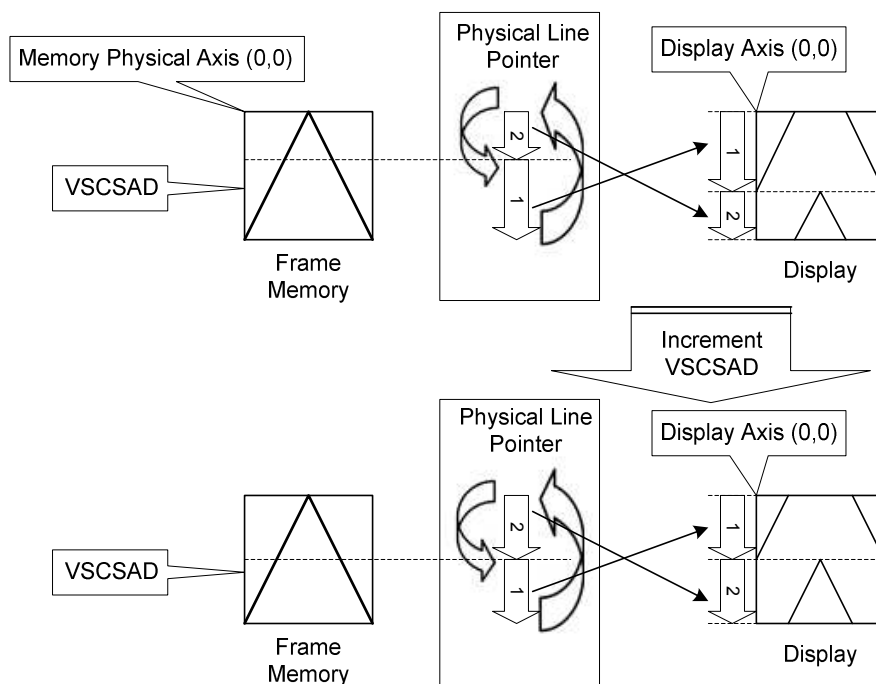 Memory Physical Axis (0,0)
Physical Line
Pointer
Display Axis (0,0)
VSCSAD
2
1
1
2
Frame
Memory
Display
Increment
VSCSAD
Physical Line
Pointer
Display Axis (0,0)
VSCSAD
2
1
1
2
Frame
Memory
Display